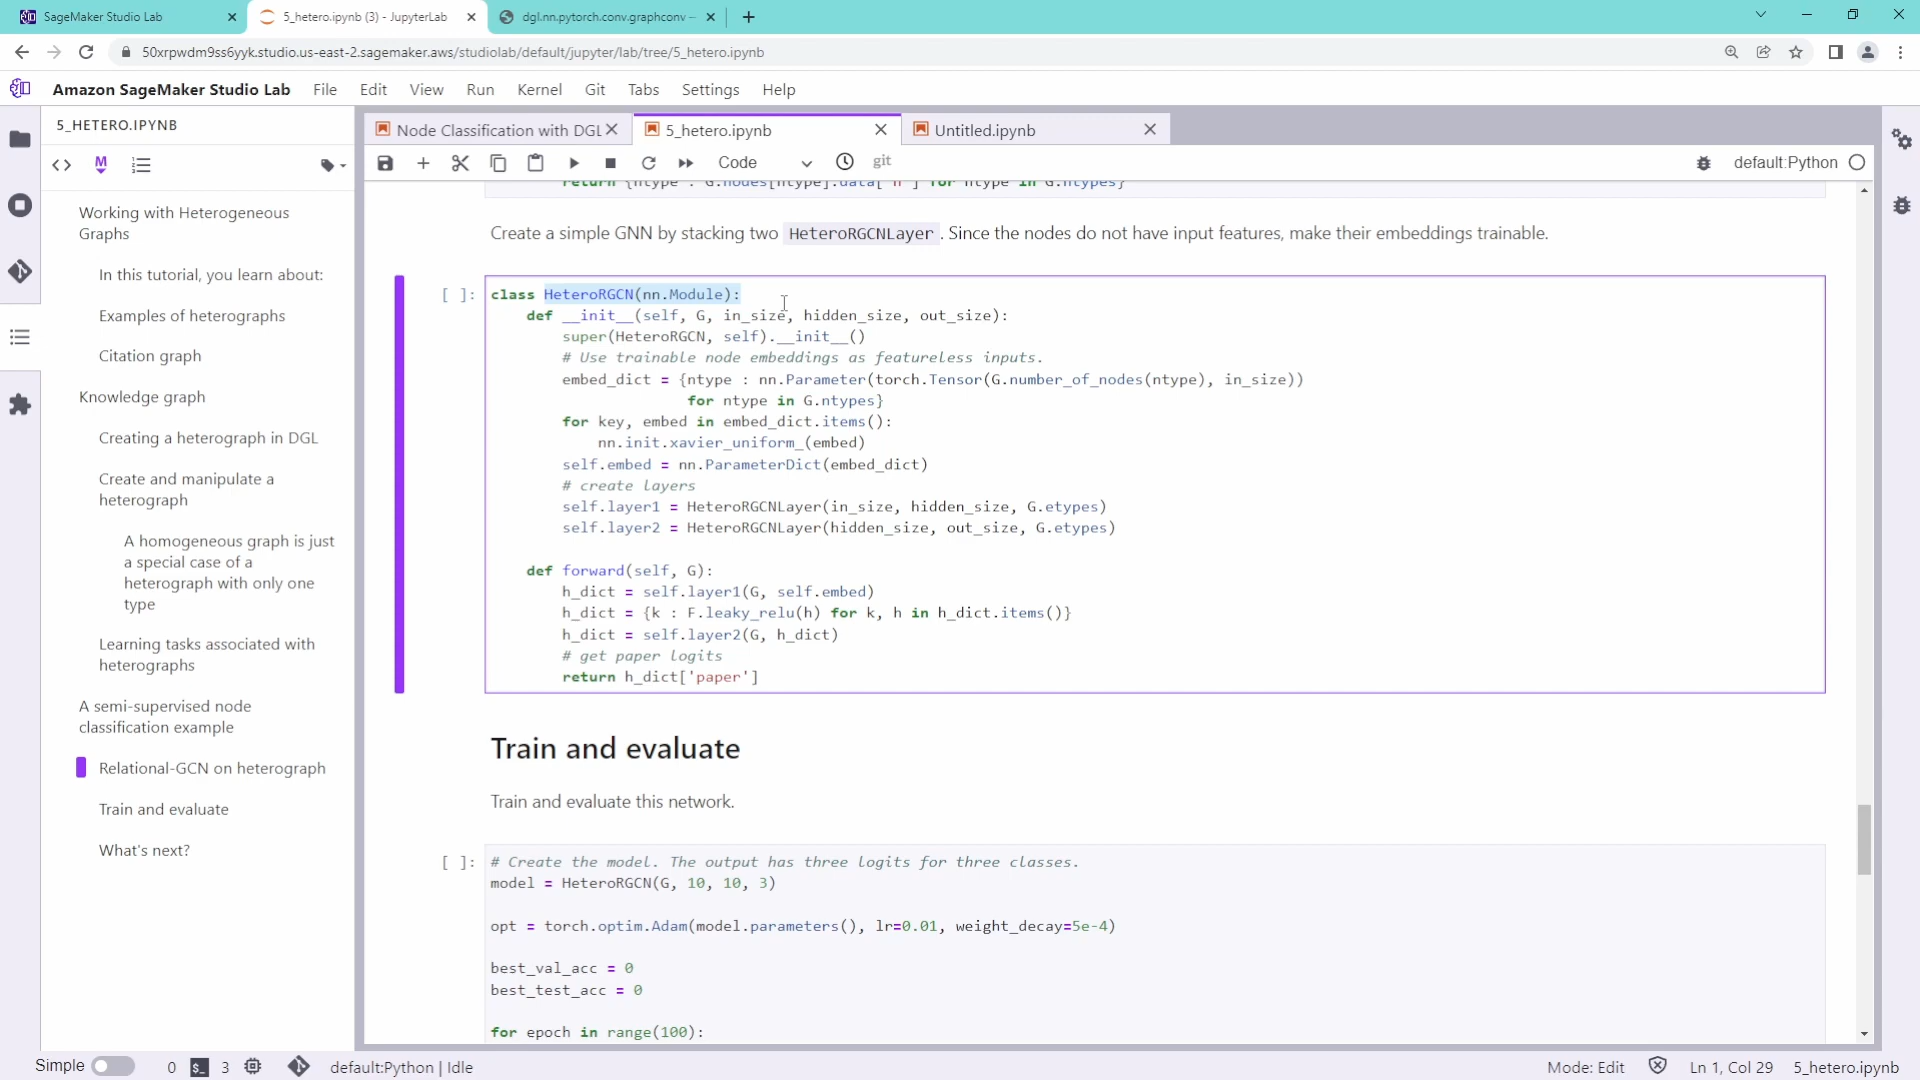 SageMaker Studio Lab
5_hetero.ipynb (3) - JupyterLab
dgl.nn.pytorch.conv.graphconv —
50xrpwdm9ss6yyk.studio.us-east-2.sagemaker.aws/studiolab/default/jupyter/lab/tree/5_hetero.ipynb
Amazon SageMaker Studio Lab File Edit View Run Kernel Git Tabs Settings Help
5_HETERO.IPYNB
Node Classification with DGL
5_hetero.ipynb
Untitled.ipynb
Code
git
default:Python
Working with Heterogeneous
Graphs
In this tutorial, you learn about:
Examples of heterographs
Citation graph
Knowledge graph
Creating a heterograph in DGL
Create and manipulate a
heterograph
A homogeneous graph is just
a special case of a
heterograph with only one
type
Learning tasks associated with
heterographs
A semi-supervised node
classification example
Relational-GCN on heterograph
Train and evaluate
What's next?
return {ntype : G.nodes[ntype].data['h'] for ntype in G.ntypes}
Create a simple GNN by stacking two HeteroRGCNLayer . Since the nodes do not have input features, make their embeddings trainable.
[ ]: class HeteroRGCN(nn.Module):
def __init__(self, G, in_size, hidden_size, out_size):
super(HeteroRGCN, self).__init__()
# Use trainable node embeddings as featureless inputs.
embed_dict = {ntype : nn.Parameter(torch.Tensor(G.number_of_nodes(ntype), in_size))
for ntype in G.ntypes}
for key, embed in embed_dict.items():
nn.init.xavier_uniform_(embed)
self.embed = nn.ParameterDict(embed_dict)
# create layers
self.layer1 = HeteroRGCNLayer(in_size, hidden_size, G.etypes)
self.layer2 = HeteroRGCNLayer(hidden_size, out_size, G.etypes)
def forward(self, G):
h_dict = self.layer1(G, self.embed)
h_dict = {k : F.leaky_relu(h) for k, h in h_dict.items()}
h_dict = self.layer2(G, h_dict)
# get paper logits
return h_dict['paper']
Train and evaluate
Train and evaluate this network.
[ ]: # Create the model. The output has three logits for three classes.
model = HeteroRGCN(G, 10, 10, 3)
opt = torch.optim.Adam(model.parameters(), lr=0.01, weight_decay=5e-4)
best_val_acc = 0
best_test_acc = 0
for epoch in range(100):
Simple 0 $_ 3 default:Python | Idle
Mode: Edit Ln 1, Col 29 5_hetero.ipynb